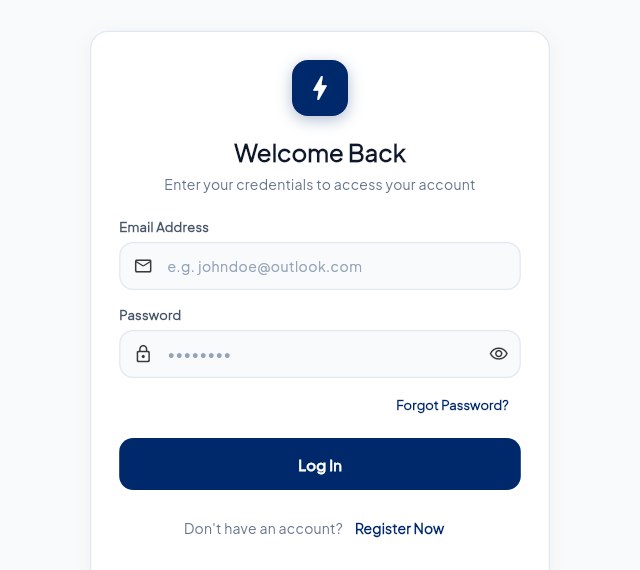 Welcome Back
Enter your credentials to access your account
Email Address
e.g. johndoe@outlook.com
Password
••••••••
Forgot Password?
Log In
Don't have an account? Register Now